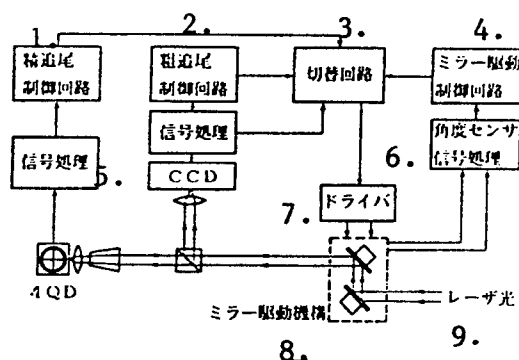 1.
2.
3.
4.
精追尾
制御回路
粗追尾
制御回路
切替回路
ミラー駆動
制御回路
信号処理
5.
信号処理
CCD
6.
角度センサ
信号処理
7.
ドライバ
4QD
ミラー駆動機構
レーザ光
8.
9.